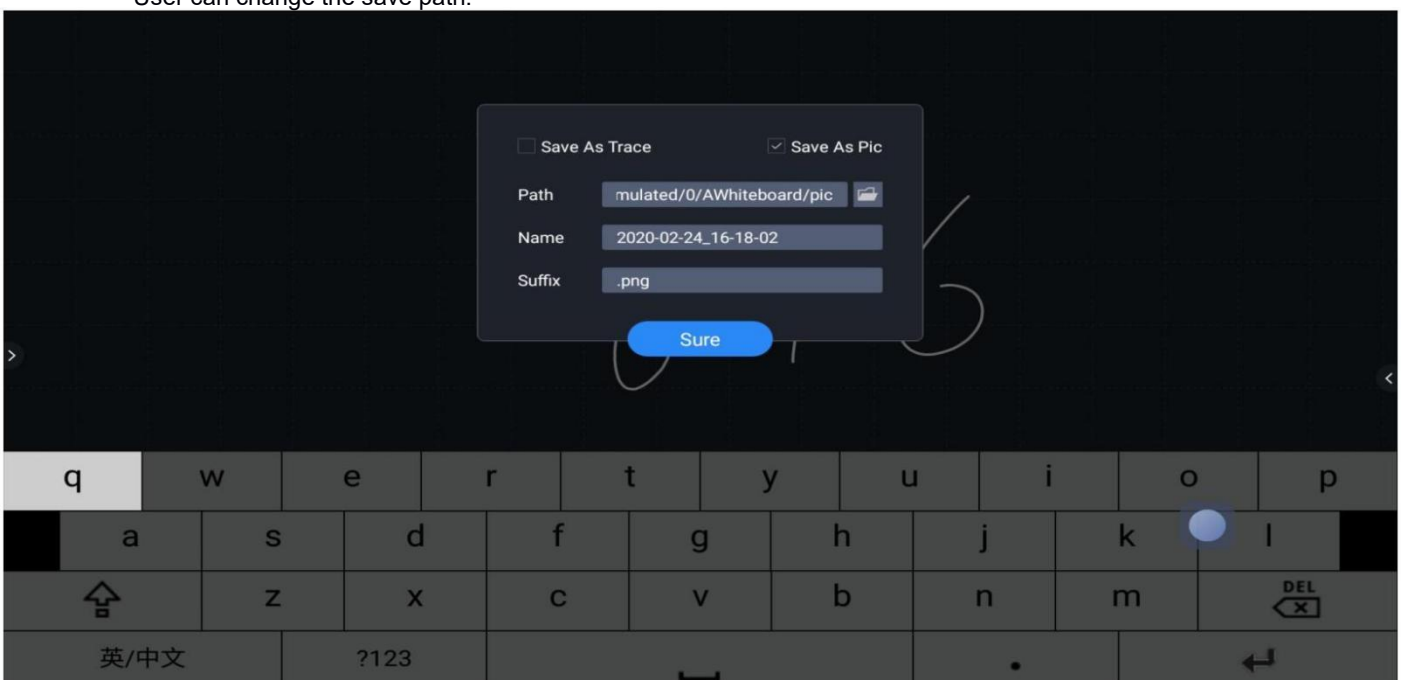 User can change the save path.
Save As Trace Save As Pic
Path mulated/0/AWhiteboard/pic
Name 2020-02-24_16-18-02
Suffix .png
Sure
q w e r t y u i o p
a s d f g h j k l
z x c v b n m DEL
英/中文 ?123 .